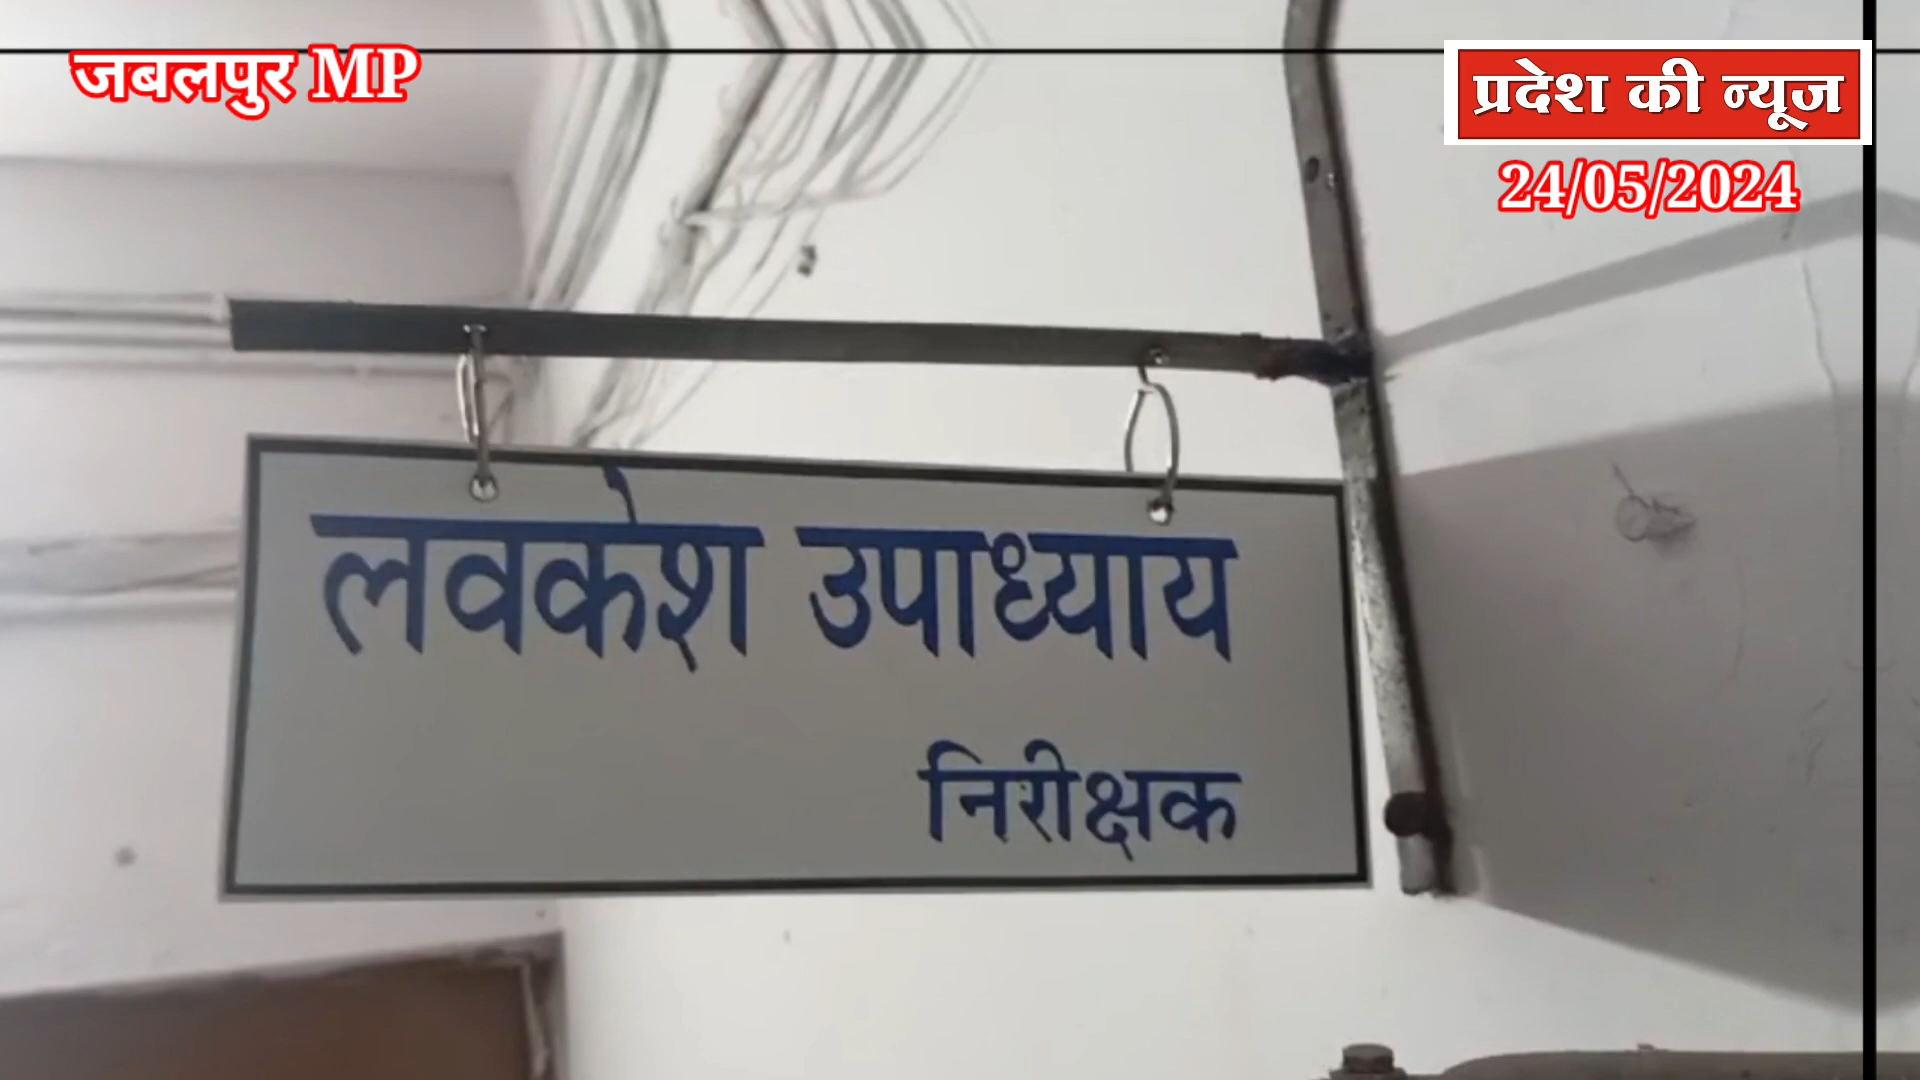 जबलपुर MP
प्रदेश की न्यूज
24/05/2024
लवकेश उपाध्याय
निरीक्षक